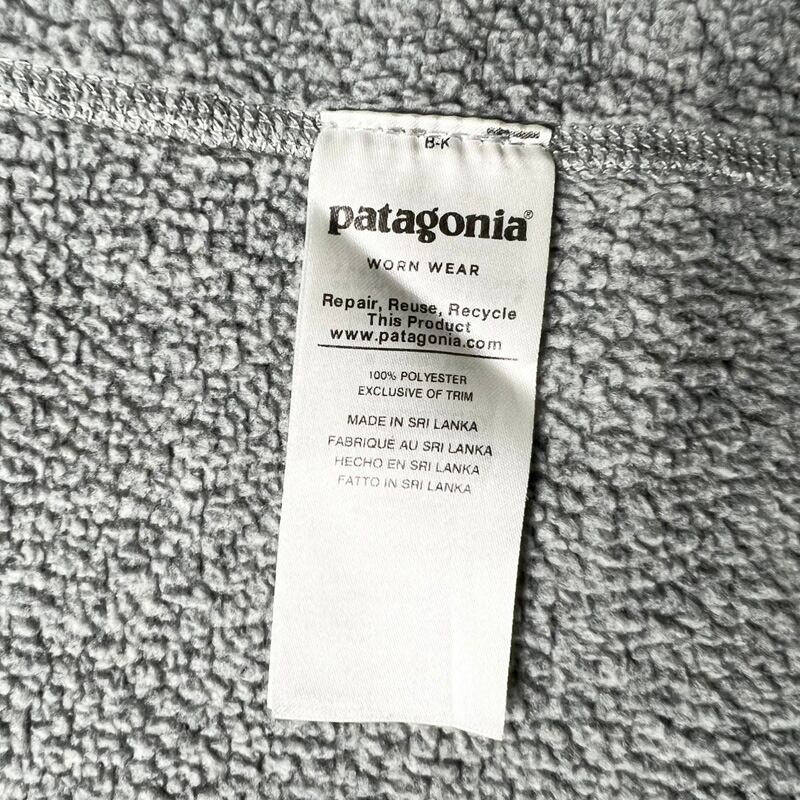 B-K
patagonia®
WORN WEAR
Repair, Reuse, Recycle
This Product
www.patagonia.com
100% POLYESTER
EXCLUSIVE OF TRIM
MADE IN SRI LANKA
FABRIQUÉ AU SRI LANKA
HECHO EN SRI LANKA
FATTO IN SRI LANKA